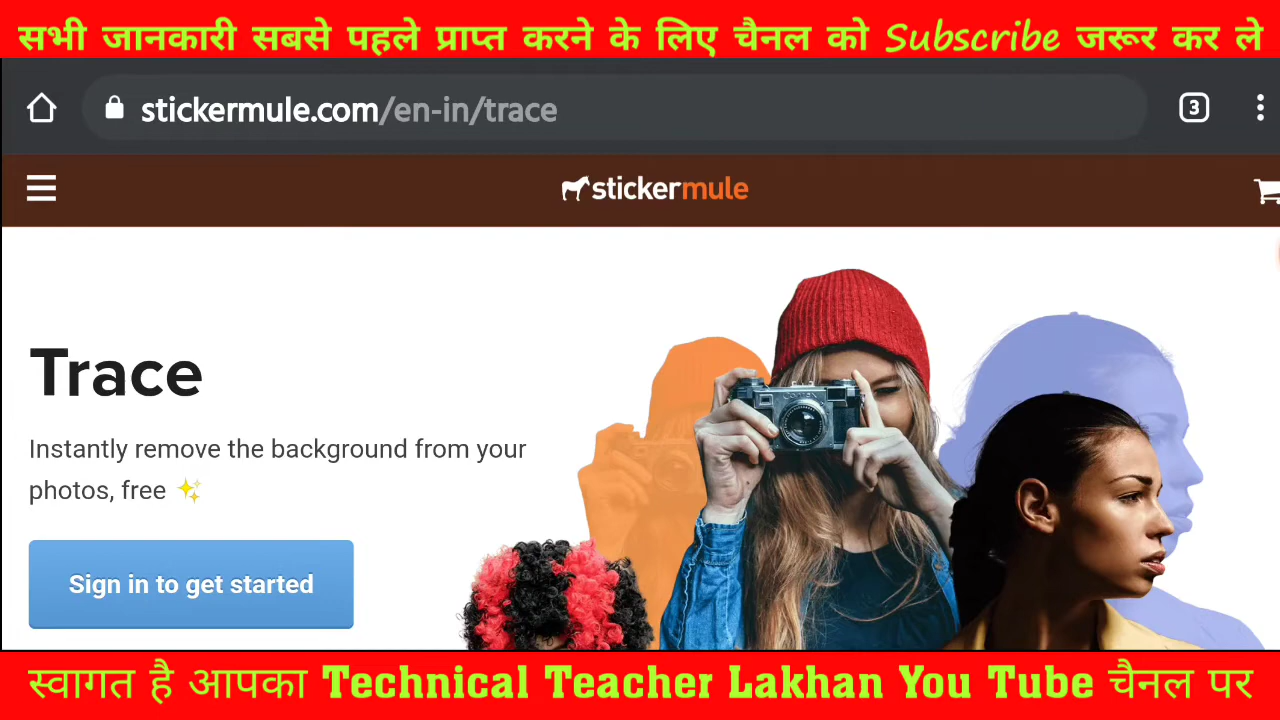 सभी जानकारी सबसे पहले प्राप्त करने के लिए चैनल को Subscribe जरूर कर ले
stickermule.com/en-in/trace
3
stickermule
Trace
Instantly remove the background from your
photos, free ✨
Sign in to get started
स्वागत है आपका Technical Teacher Lakhan You Tube चैनल पर